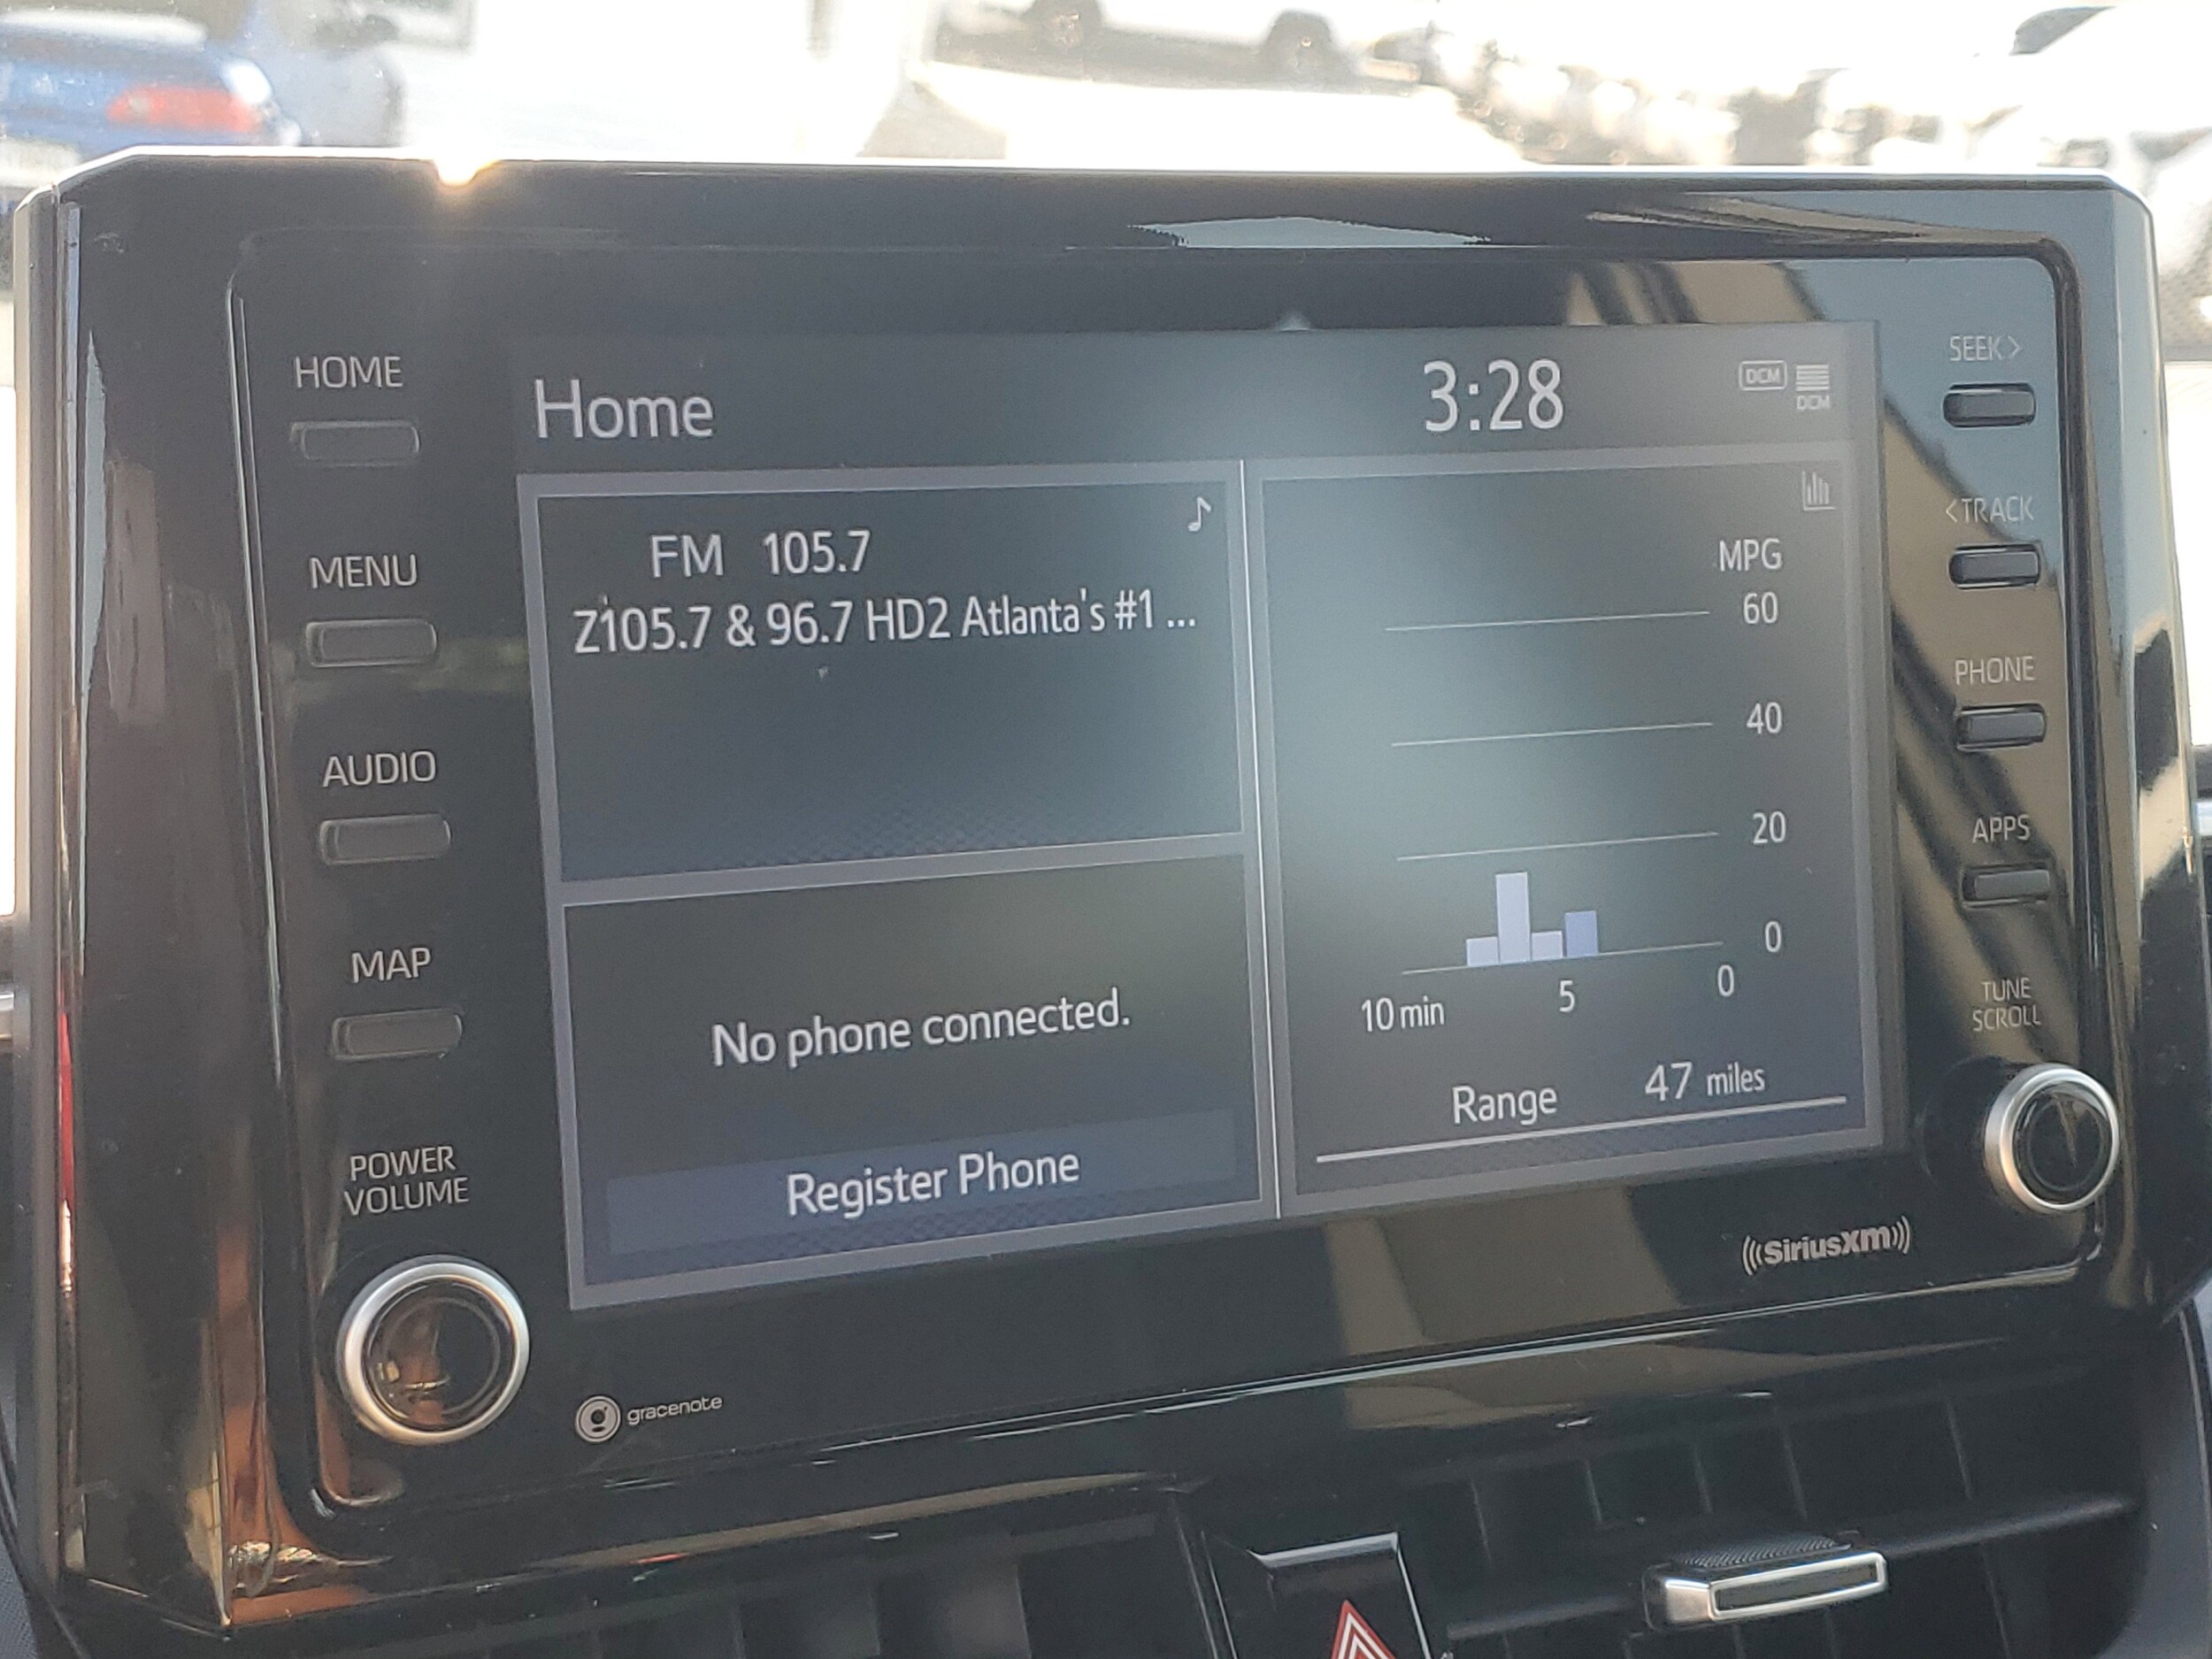 HOME
MENU
AUDIO
MAP
POWER
VOLUME
Home
3:28
DCM
DCM
FM 105.7
Z105.7 & 96.7 HD2 Atlanta's #1 ...
No phone connected.
Register Phone
MPG
60
40
20
0
10 min 5 0
Range 47 miles
SEEK>
<TRACK
PHONE
APPS
TUNE
SCROLL
gracenote
(((SiriusXM)))